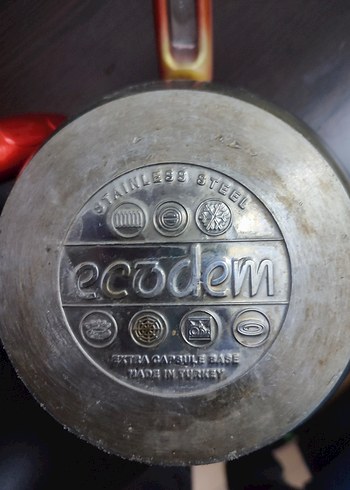 STAINLESS STEEL
ecodem
EXTRA CAPSULE BASE
MADE IN TURKEY